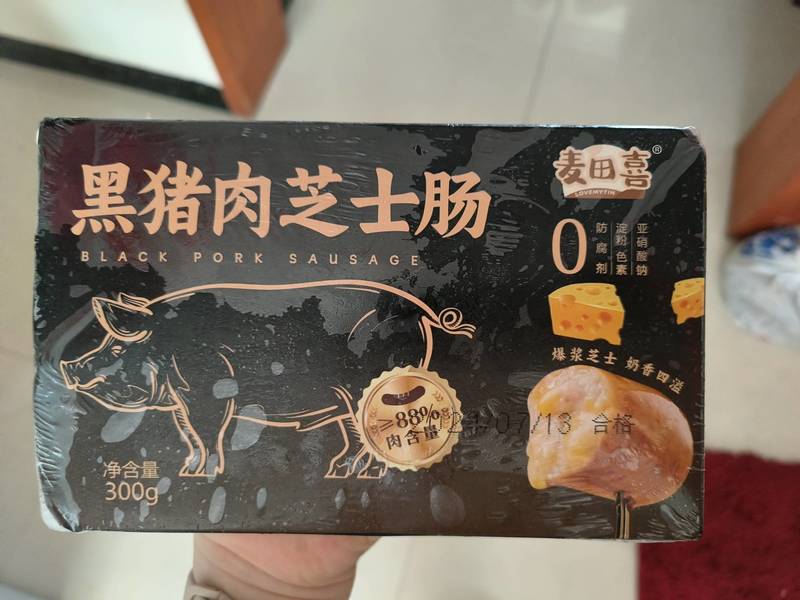 黑猪肉芝士肠
BLACK PORK SAUSAGE
麦田喜®
LOVEMYTIN
0
防腐剂
淀粉色素
亚硝酸钠
爆浆芝士 奶香四溢
≥88%
肉含量
/07/13 合格
净含量
300g